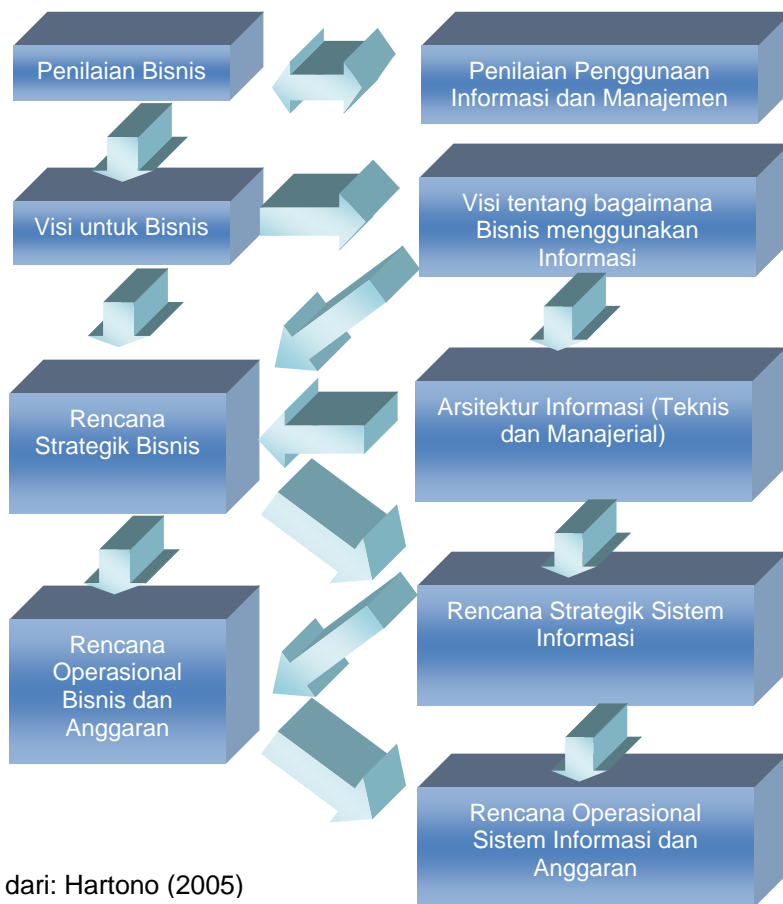 Penilaian Bisnis
Penilaian Penggunaan
Informasi dan Manajemen
Visi untuk Bisnis
Visi tentang bagaimana
Bisnis menggunakan
Informasi
Rencana
Strategik Bisnis
Arsitektur Informasi (Teknis
dan Manajerial)
Rencana Strategik Sistem
Informasi
Rencana
Operasional
Bisnis dan
Anggaran
Rencana Operasional
Sistem Informasi dan
Anggaran
dari: Hartono (2005)